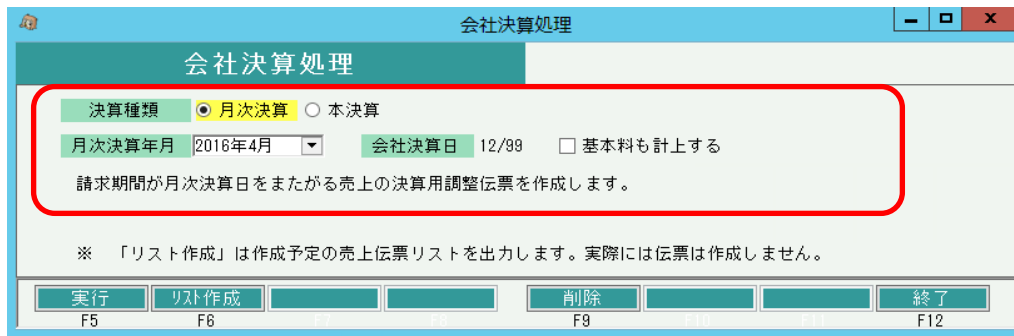 会社決算処理
会社決算処理
決算種類 月次決算 本決算
月次決算年月 2016年4月 会社決算日 12/99 基本料も計上する
請求期間が月次決算日をまたがる売上の決算用調整伝票を作成します。
※ 「リスト作成」は作成予定の売上伝票リストを出力します。実際には伝票は作成しません。
実行 リスト作成 削除 終了
F5 F6 F7 F8 F9 F10 F11 F12